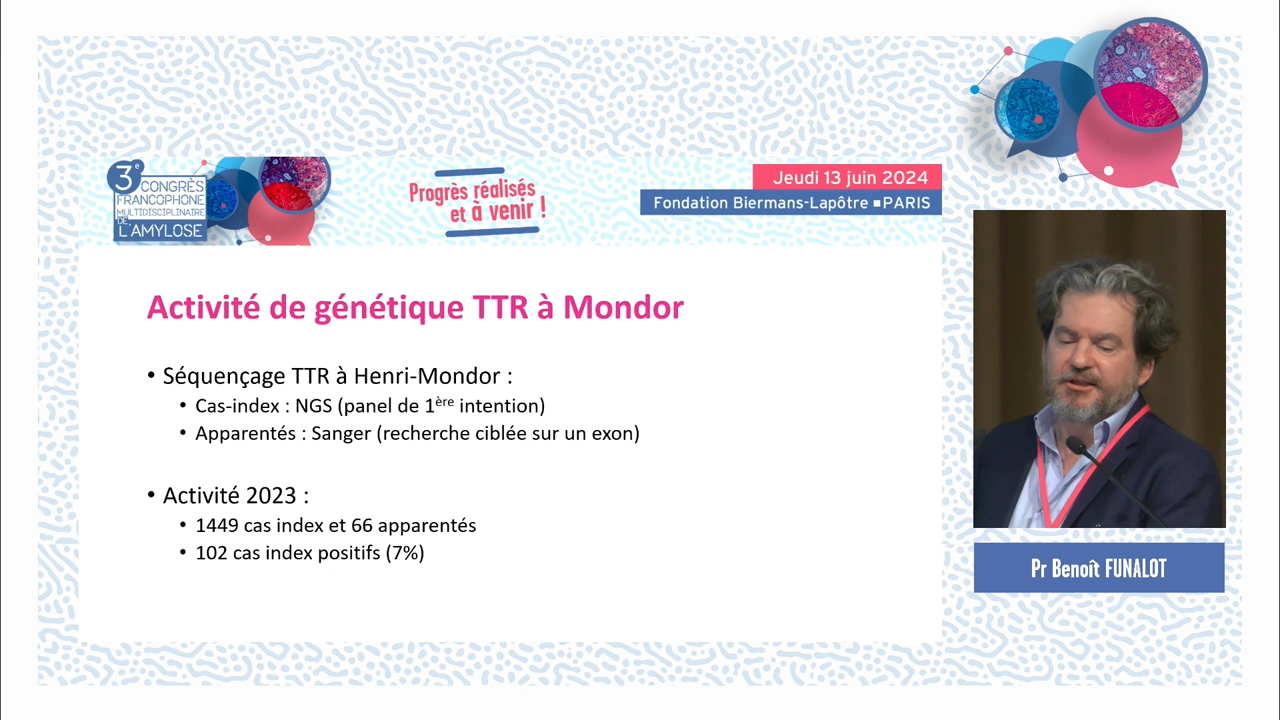 3e
CONGRÈS
FRANCOPHONE
MULTIDISCIPLINAIRE
DE
L'AMYLOSE
Progrès réalisés
et à venir !
Jeudi 13 juin 2024
Fondation Biermans-Lapôtre ▪ PARIS
Activité de génétique TTR à Mondor
• Séquençage TTR à Henri-Mondor :
• Cas-index : NGS (panel de 1ère intention)
• Apparentés : Sanger (recherche ciblée sur un exon)
• Activité 2023 :
• 1449 cas index et 66 apparentés
• 102 cas index positifs (7%)
Pr Benoît FUNALOT